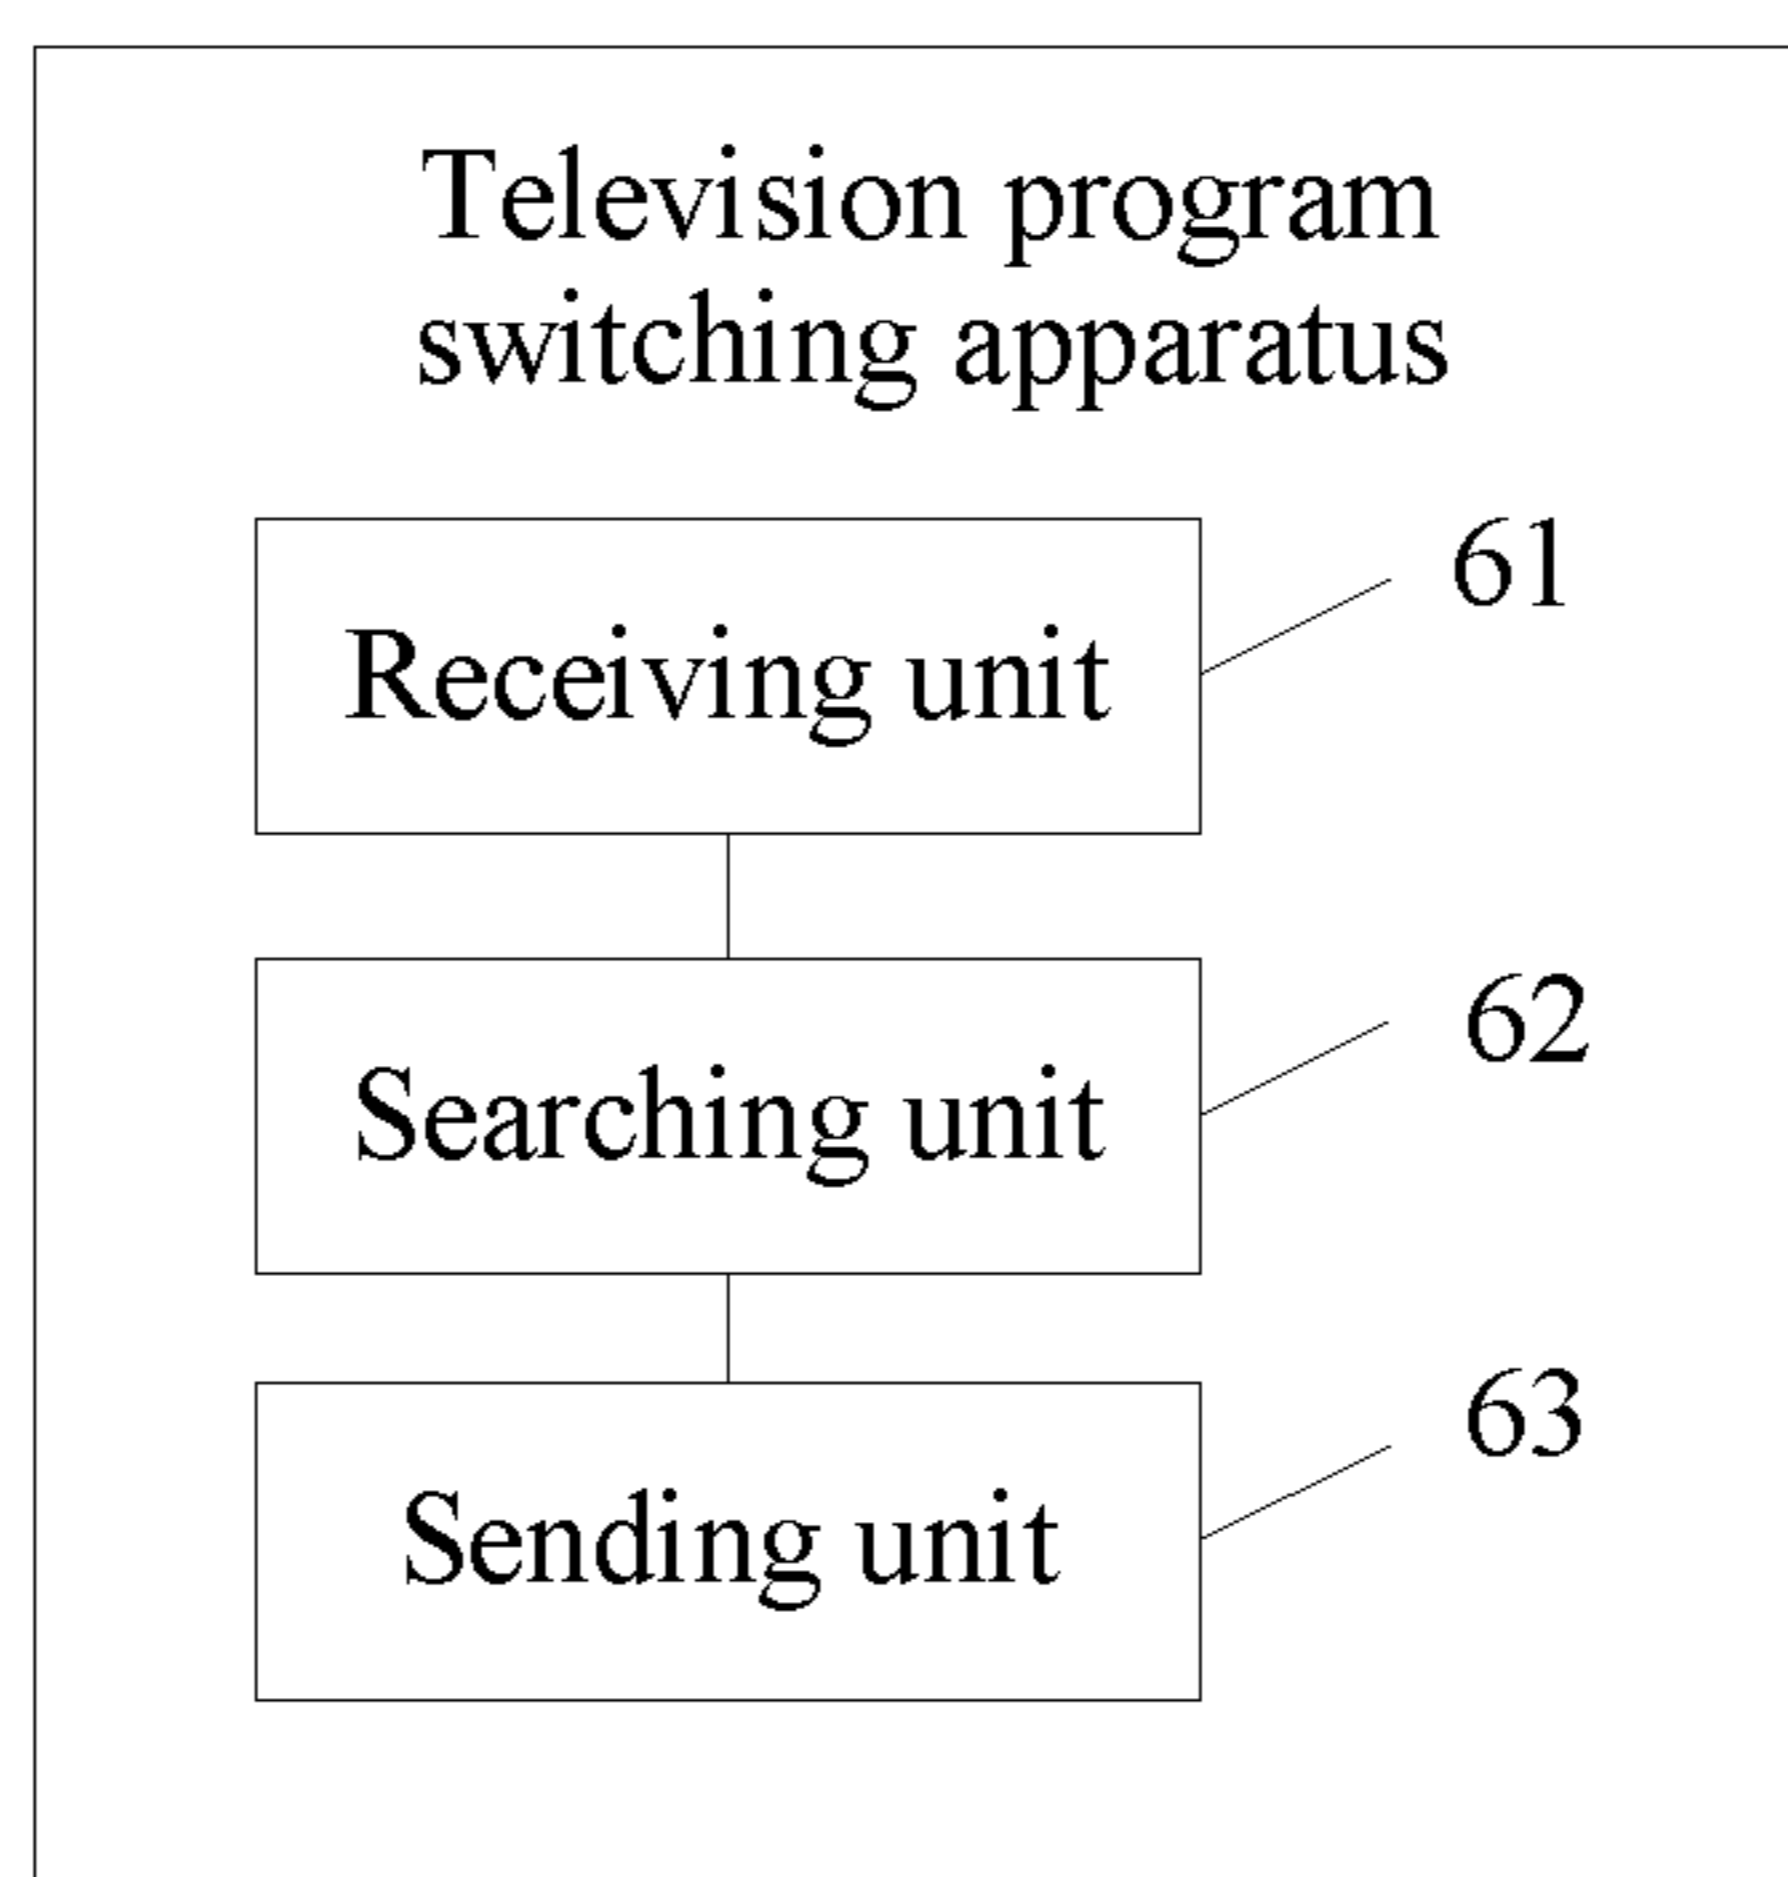 Television program
switching apparatus
61
Receiving unit
62
Searching unit
63
Sending unit